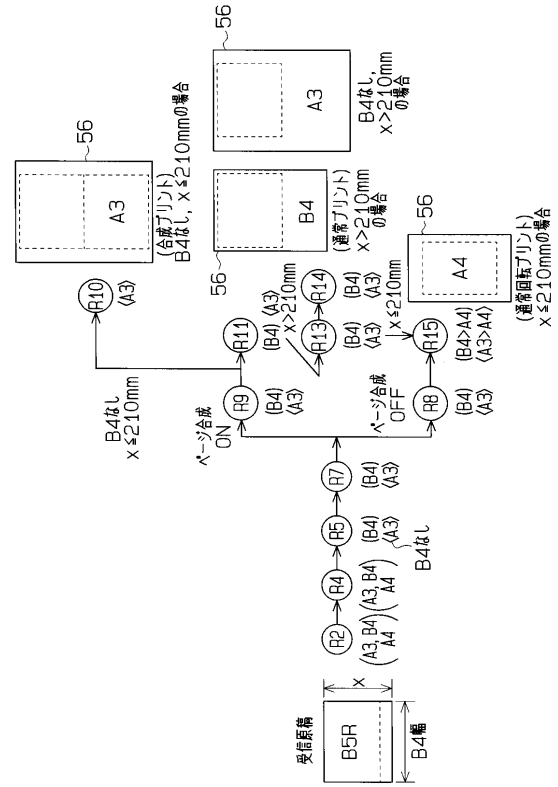 受信原稿
B5R
x
B4幅
R2
(A3, B4)
(A4)
R4
(A3, B4)
(A4)
R5
(B4)
〈A3〉
B4なし
R7
(B4)
〈A3〉
ページ合成
ON
R9
(B4)
〈A3〉
B4なし
x≦210mm
R10
〈A3〉
R11
(B4)
〈A3〉
x>210mm
R13
(B4)
〈A3〉
R14
(B4)
〈A3〉
x≦210mm
ページ合成
OFF
R8
(B4)
〈A3〉
R15
(B4>A4)
〈A3>A4〉
56
A3
(合成プリント)
B4なし, x≦210mmの場合
56
B4
(通常プリント)
x>210mm
の場合
56
A3
B4なし,
x>210mm
の場合
56
A4
(通常回転プリント)
x≦210mmの場合